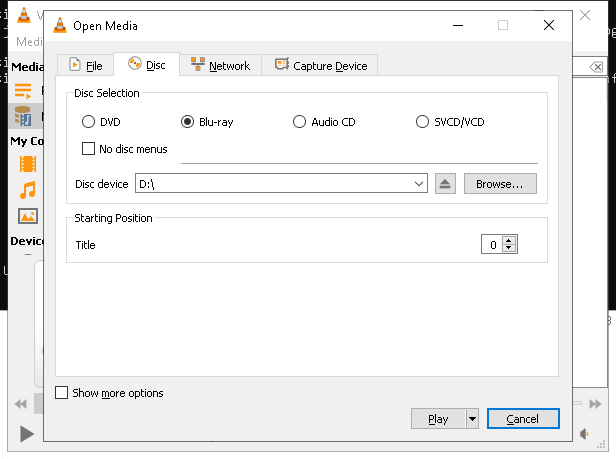 Open Media
Medi
File
Disc
Network
Capture Device
Media
Disc Selection
DVD
Blu-ray
Audio CD
SVCD/VCD
No disc menus
My Co
Disc device
D:\
Browse...
Starting Position
Device
Title
0
Show more options
Play
Cancel